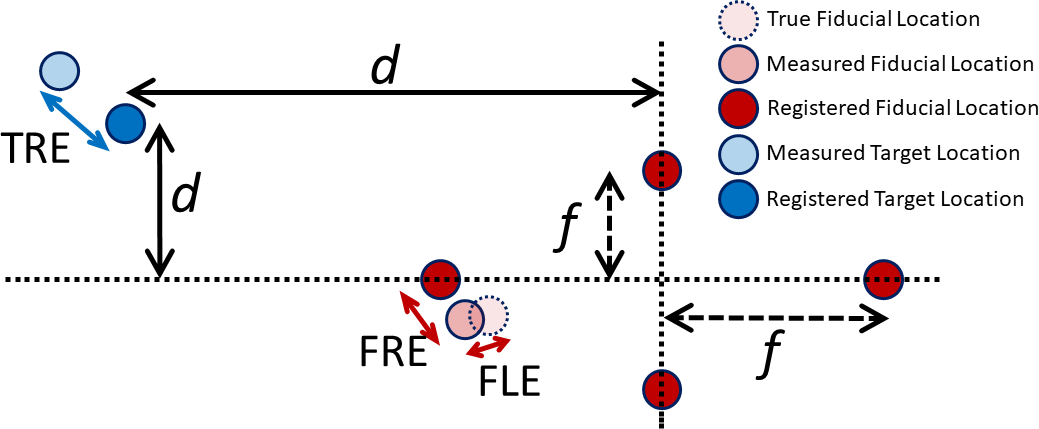 True Fiducial Location
d
Measured Fiducial Location
Registered Fiducial Location
TRE
Measured Target Location
d
Registered Target Location
f
FRE
f
FLE